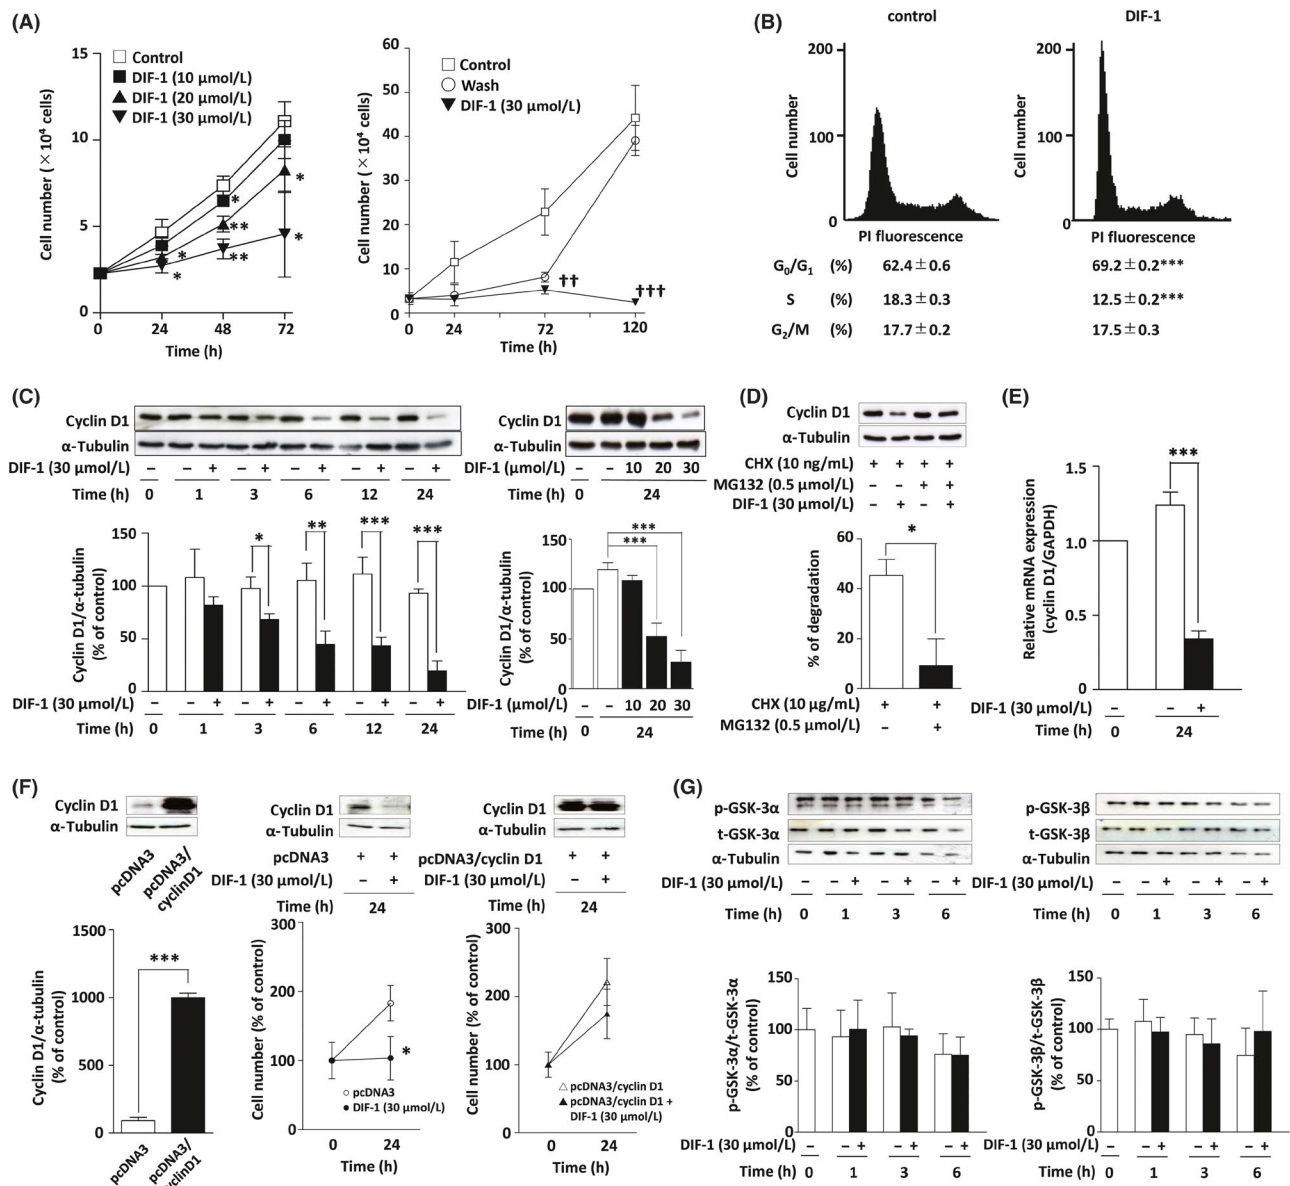 (A)
Control
DIF-1 (10 μmol/L)
DIF-1 (20 μmol/L)
DIF-1 (30 μmol/L)
Cell number (×10⁴ cells)
15
10
5
0
* * * ** ** * *
0 24 48 72
Time (h)
Control
Wash
DIF-1 (30 μmol/L)
Cell number (×10⁴ cells)
60
50
40
30
20
10
0
†† †††
0 24 72 120
Time (h)
(B)
control DIF-1
Cell number
200
100
0
PI fluorescence
Cell number
200
100
0
PI fluorescence
G₀/G₁ (%) 62.4±0.6 69.2±0.2***
S (%) 18.3±0.3 12.5±0.2***
G₂/M (%) 17.7±0.2 17.5±0.3
(C)
Cyclin D1
α-Tubulin
DIF-1 (30 μmol/L) − − + − + − + − + − +
Time (h) 0 1 3 6 12 24
Cyclin D1/α-tubulin
(% of control)
150
100
50
0
* ** *** ***
DIF-1 (30 μmol/L) − − + − + − + − + − +
Time (h) 0 1 3 6 12 24
Cyclin D1
α-Tubulin
DIF-1 (μmol/L) − − 10 20 30
Time (h) 0 24
Cyclin D1/α-tubulin
(% of control)
150
100
50
0
***
***
DIF-1 (μmol/L) − − 10 20 30
Time (h) 0 24
(D)
Cyclin D1
α-Tubulin
CHX (10 ng/mL) + + + +
MG132 (0.5 μmol/L) − − + +
DIF-1 (30 μmol/L) − + − +
% of degradation
60
40
20
0
*
CHX (10 μg/mL) + +
MG132 (0.5 μmol/L) − +
(E)
Relative mRNA expression
(cyclin D1/GAPDH)
1.5
1.0
0.5
0
***
DIF-1 (30 μmol/L) − − +
Time (h) 0 24
(F)
Cyclin D1
α-Tubulin
pcDNA3
pcDNA3/
cyclinD1
Cyclin D1/α-tubulin
(% of control)
1000
500
0
***
pcDNA3
pcDNA3/
cyclinD1
Cyclin D1
α-Tubulin
pcDNA3 + +
DIF-1 (30 μmol/L) − +
Time (h) 24
Cell number (% of control)
300
200
100
0
*
pcDNA3
DIF-1 (30 μmol/L)
0 24
Time (h)
Cyclin D1
α-Tubulin
pcDNA3/cyclin D1 + +
DIF-1 (30 μmol/L) − +
Time (h) 24
Cell number (% of control)
300
200
100
0
pcDNA3/cyclin D1
pcDNA3/cyclin D1 +
DIF-1 (30 μmol/L)
0 24
Time (h)
(G)
p-GSK-3α
t-GSK-3α
α-Tubulin
DIF-1 (30 μmol/L) − − + − + − +
Time (h) 0 1 3 6
p-GSK-3α/t-GSK-3α
(% of control)
150
100
50
0
DIF-1 (30 μmol/L) − − + − + − +
Time (h) 0 1 3 6
p-GSK-3β
t-GSK-3β
α-Tubulin
DIF-1 (30 μmol/L) − − + − + − +
Time (h) 0 1 3 6
p-GSK-3β/t-GSK-3β
(% of control)
150
100
50
0
DIF-1 (30 μmol/L) − − + − + − +
Time (h) 0 1 3 6